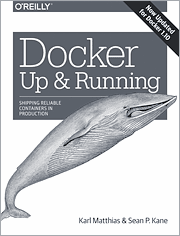 O'REILLY®
Now Updated
for Docker 1.10
Docker
Up & Running
SHIPPING RELIABLE
CONTAINERS IN
PRODUCTION
Karl Matthias & Sean P. Kane